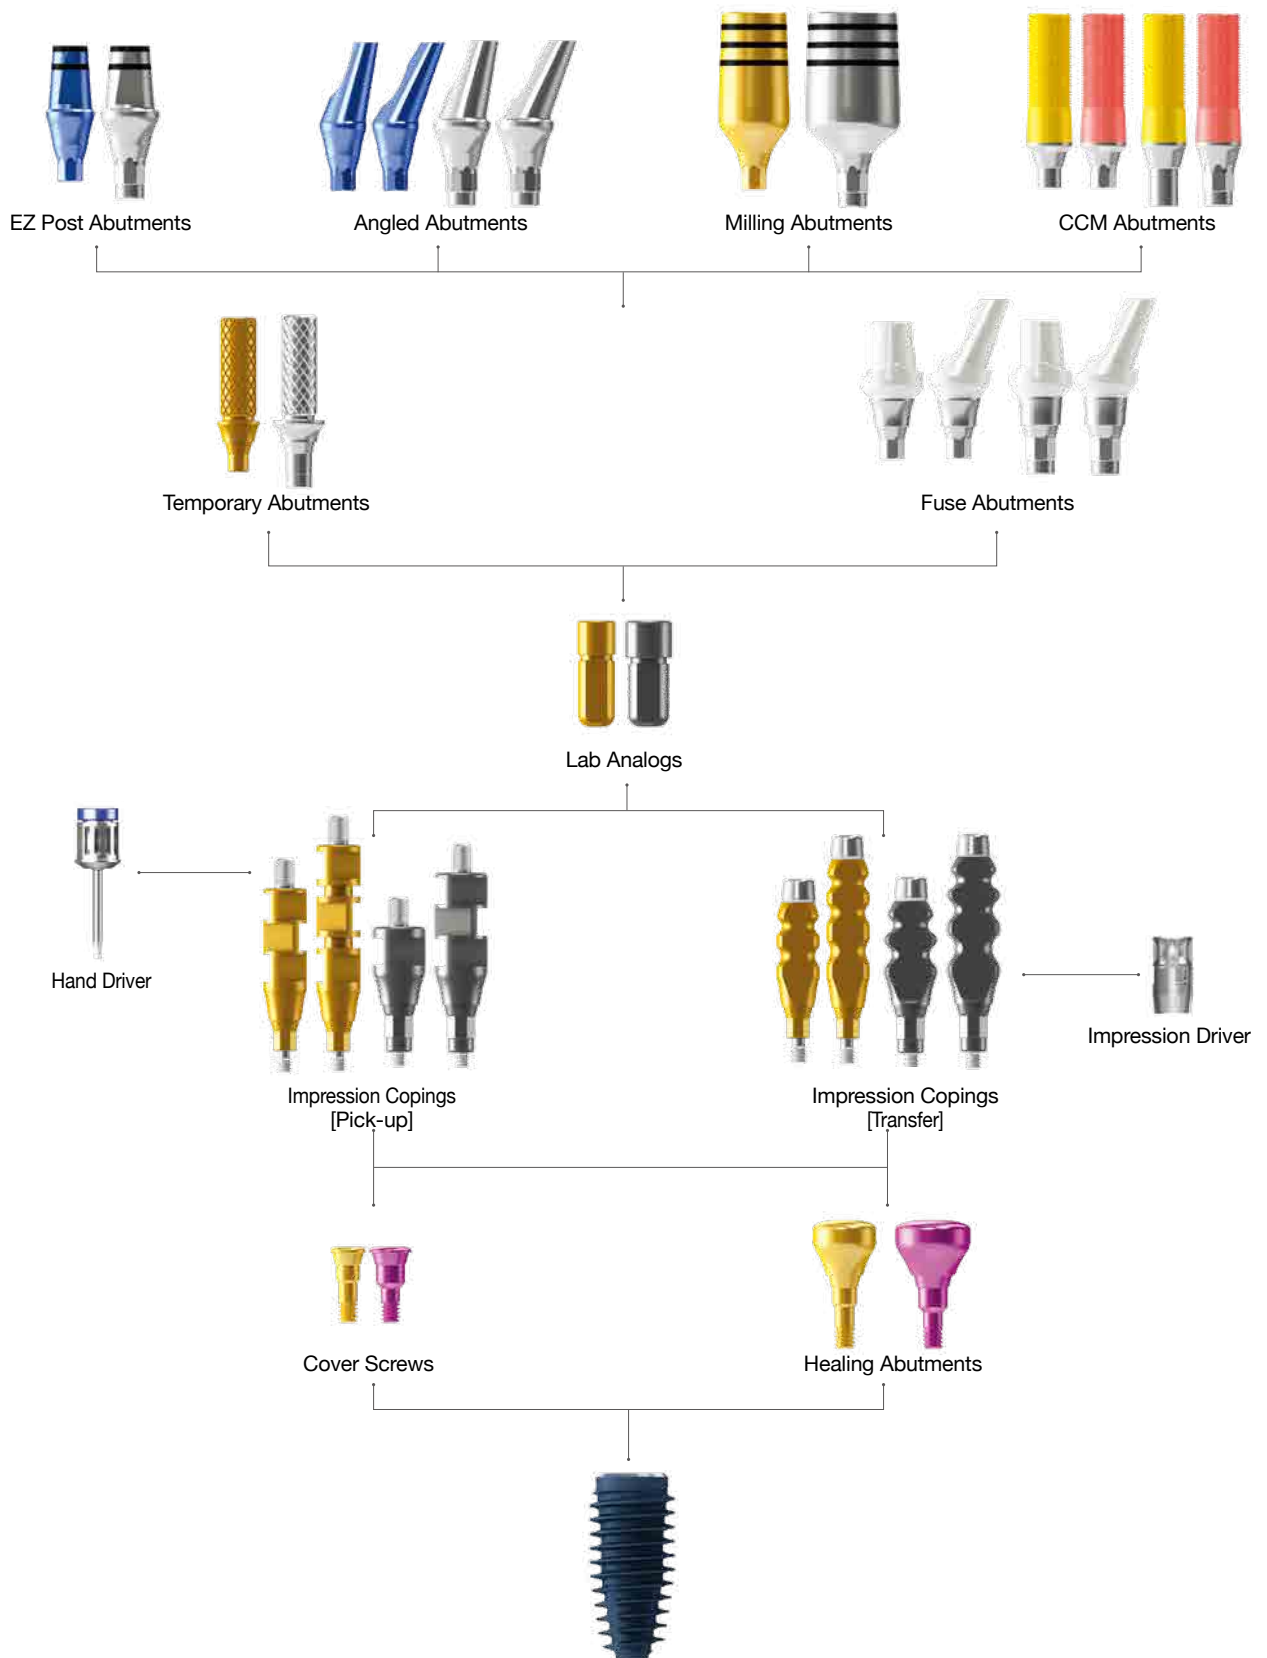 EZ Post Abutments
Angled Abutments
Milling Abutments
CCM Abutments
Temporary Abutments
Fuse Abutments
Lab Analogs
Hand Driver
Impression Driver
Impression Copings
[Pick-up]
Impression Copings
[Transfer]
Cover Screws
Healing Abutments